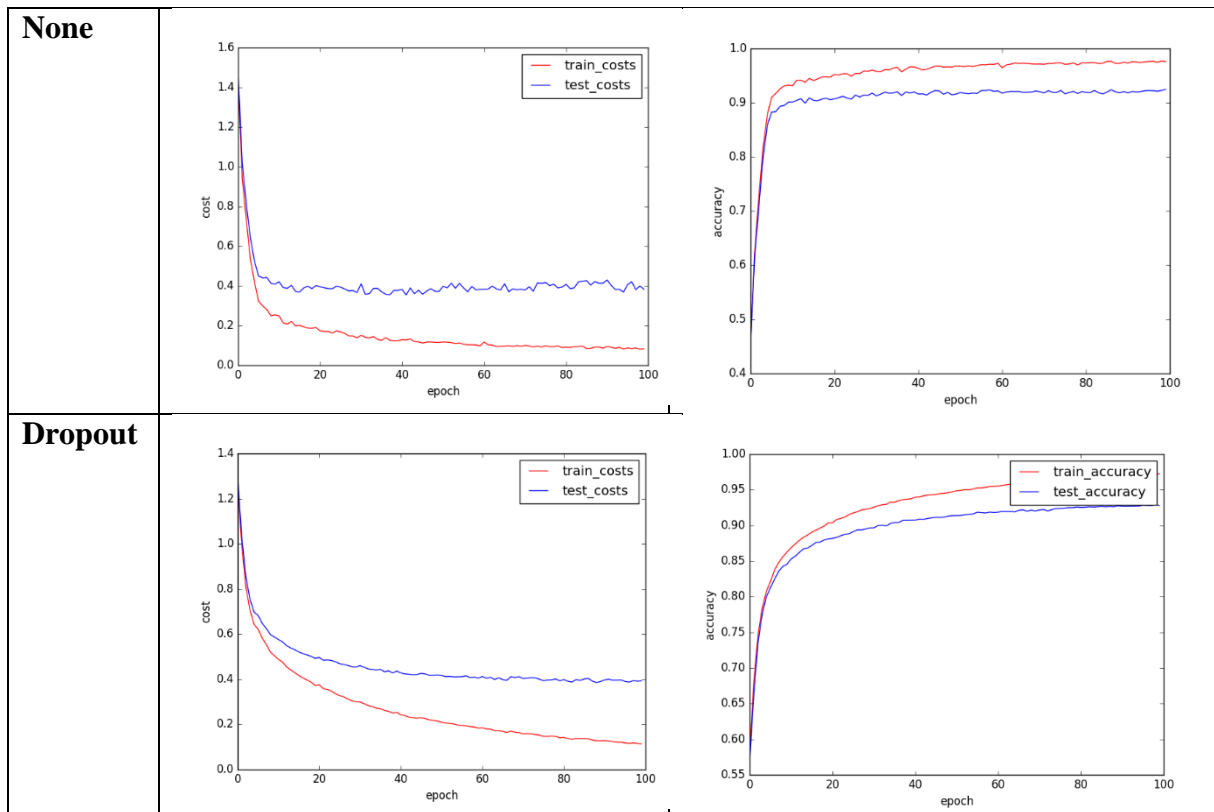 None
1.6
1.4
1.2
1.0
0.8
0.6
0.4
0.2
0.0
cost
train_costs
test_costs
0 20 40 60 80 100
epoch
1.0
0.9
0.8
0.7
0.6
0.5
0.4
accuracy
0 20 40 60 80 100
epoch
Dropout
1.4
1.2
1.0
0.8
0.6
0.4
0.2
0.0
cost
train_costs
test_costs
0 20 40 60 80 100
epoch
1.00
0.95
0.90
0.85
0.80
0.75
0.70
0.65
0.60
0.55
accuracy
train_accuracy
test_accuracy
0 20 40 60 80 100
epoch